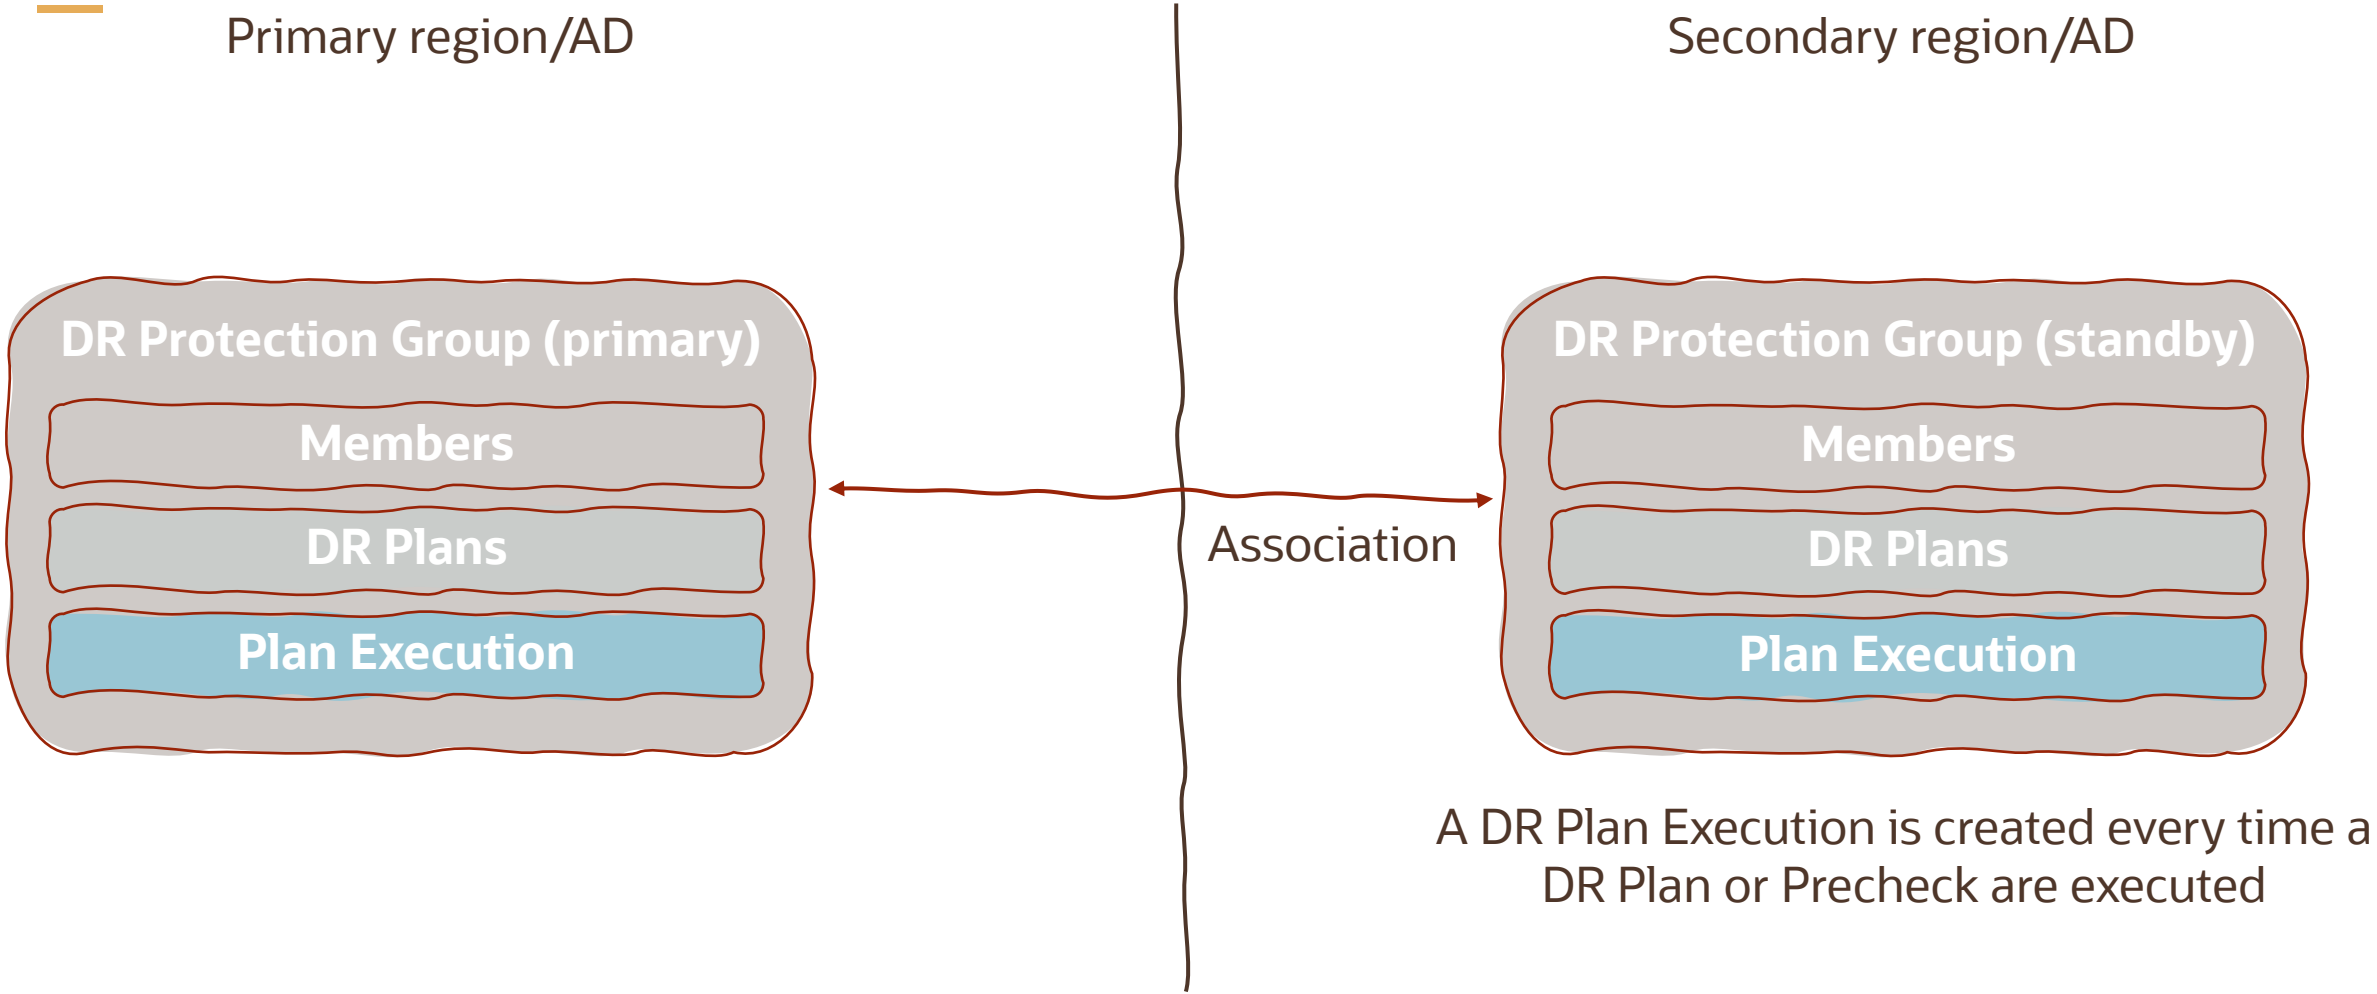 Primary region/AD
Secondary region/AD
DR Protection Group (primary)
Members
DR Plans
Plan Execution
Association
DR Protection Group (standby)
Members
DR Plans
Plan Execution
A DR Plan Execution is created every time a
DR Plan or Precheck are executed